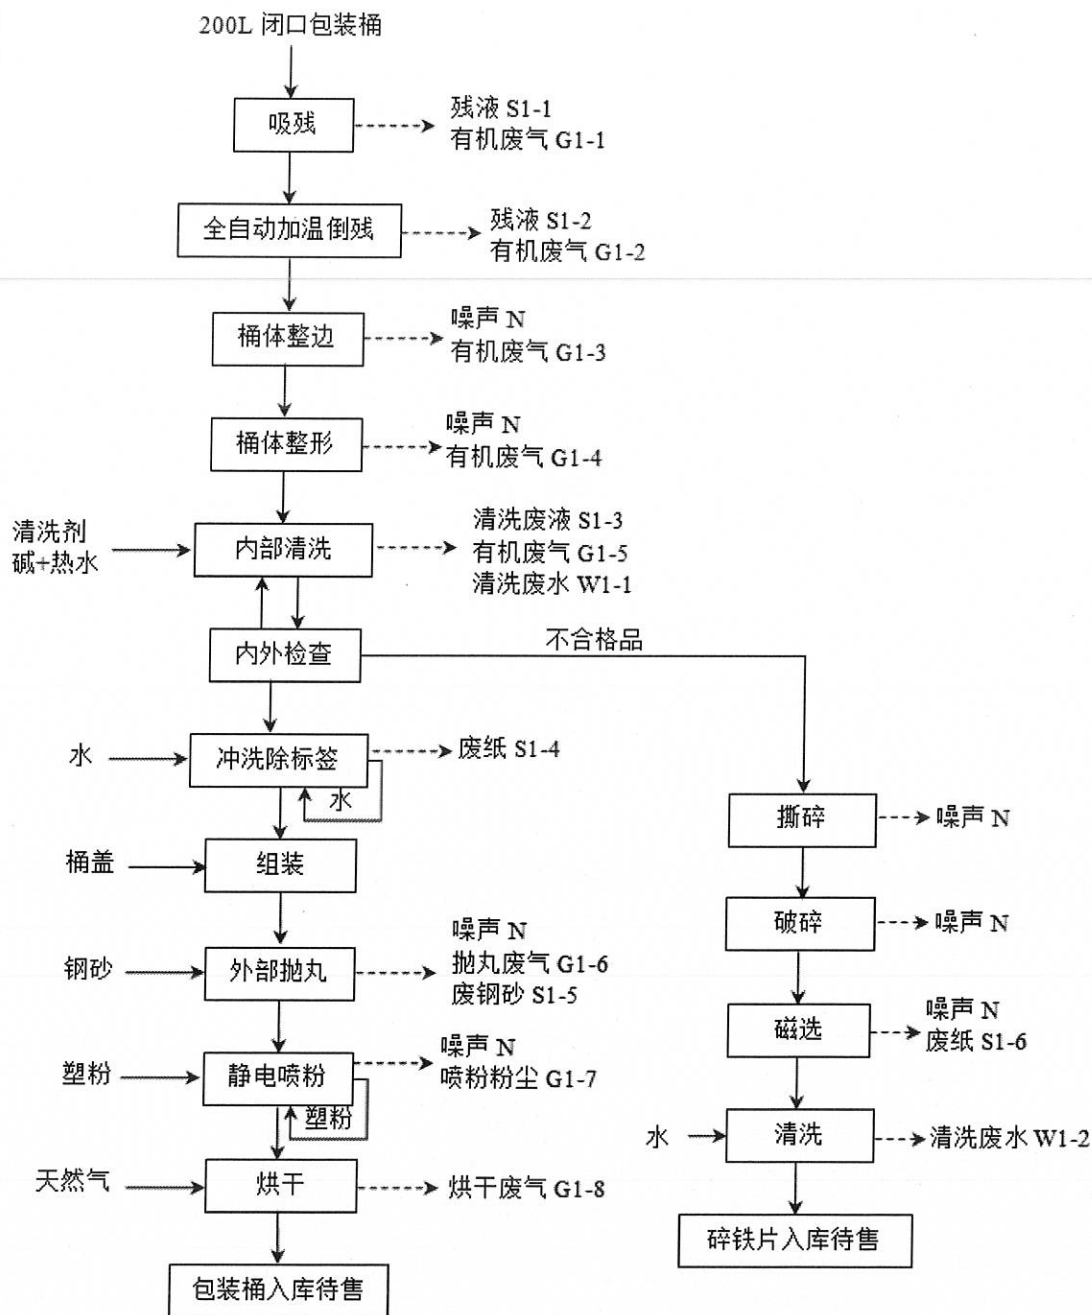 200L 闭口包装桶
吸残
残液 S1-1
有机废气 G1-1
全自动加温倒残
残液 S1-2
有机废气 G1-2
桶体整边
噪声 N
有机废气 G1-3
桶体整形
噪声 N
有机废气 G1-4
清洗剂
碱+热水
内部清洗
清洗废液 S1-3
有机废气 G1-5
清洗废水 W1-1
内外检查
不合格品
水
冲洗除标签
废纸 S1-4
水
桶盖
组装
钢砂
外部抛丸
噪声 N
抛丸废气 G1-6
废钢砂 S1-5
塑粉
静电喷粉
噪声 N
喷粉粉尘 G1-7
塑粉
天然气
烘干
烘干废气 G1-8
包装桶入库待售
撕碎
噪声 N
破碎
噪声 N
磁选
噪声 N
废纸 S1-6
水
清洗
清洗废水 W1-2
碎铁片入库待售